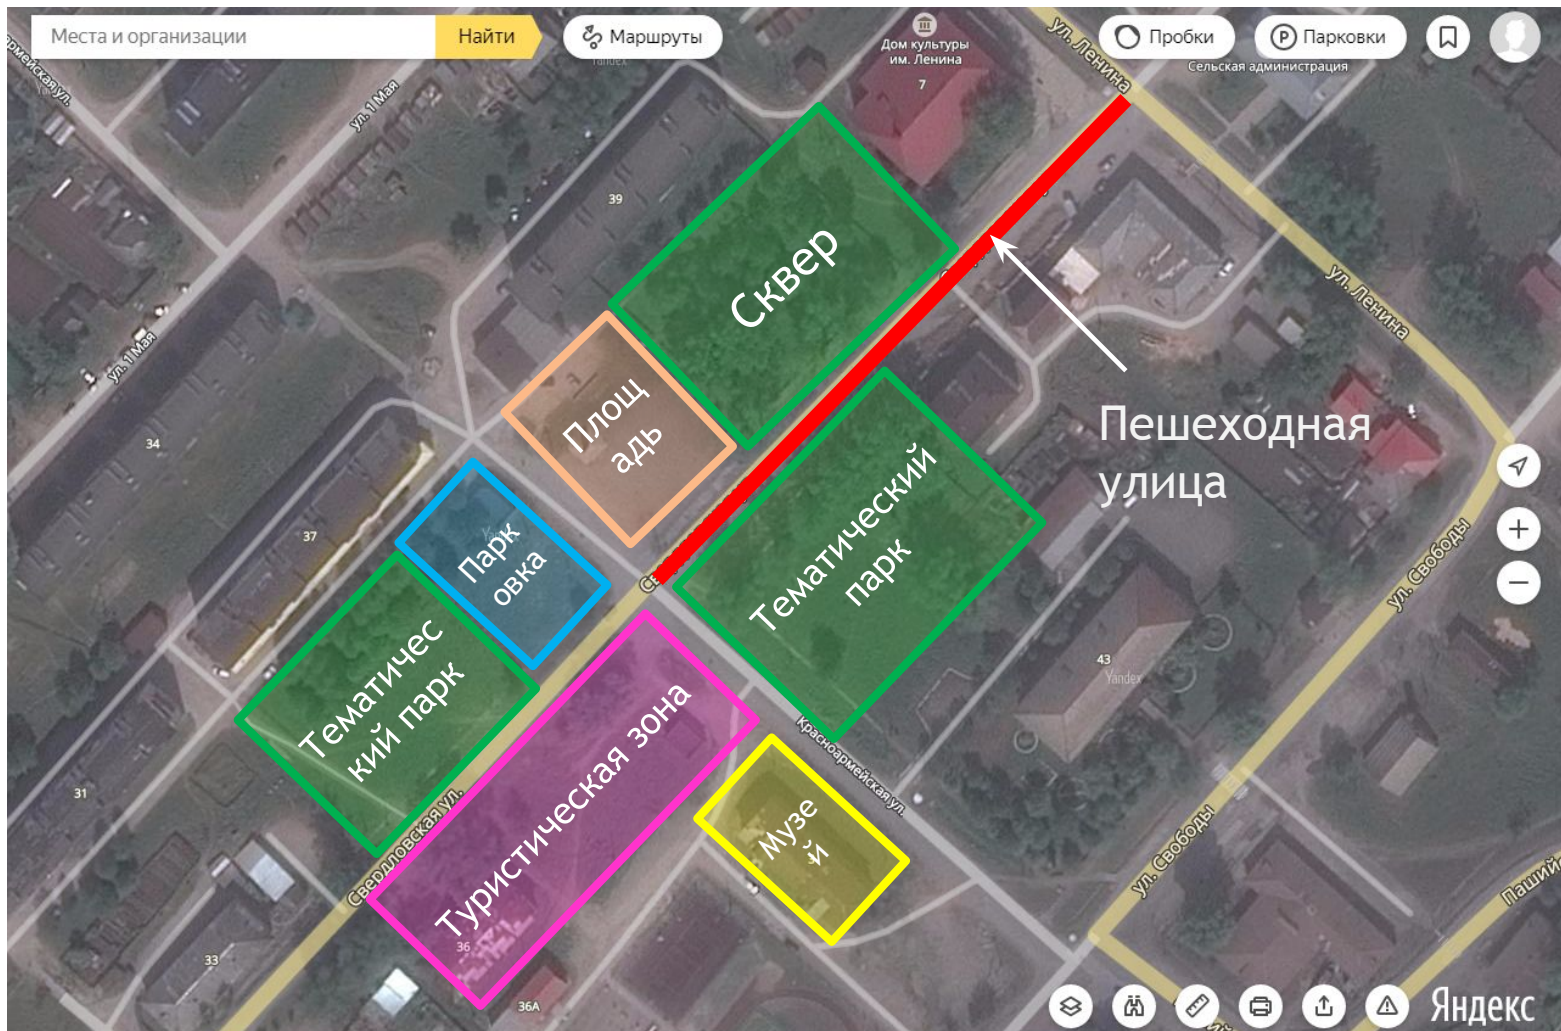 Места и организации
Найти
Маршруты
Дом культуры
им. Ленина
7
ул. Ленина
Пробки
Парковки
Сельская администрация
ул. 1 Мая
39
Сквер
ул. Ленина
ул. 1 Мая
Площ
адь
Пешеходная
улица
34
37
Парк
овка
Тематический
парк
ул. Свободы
Тематичес
кий парк
43
Yandex
Туристическая зона
Красноармейская ул.
31
Свердловская ул.
Музе
й
ул. Свободы
Паший
36
33
36А
Яндекс